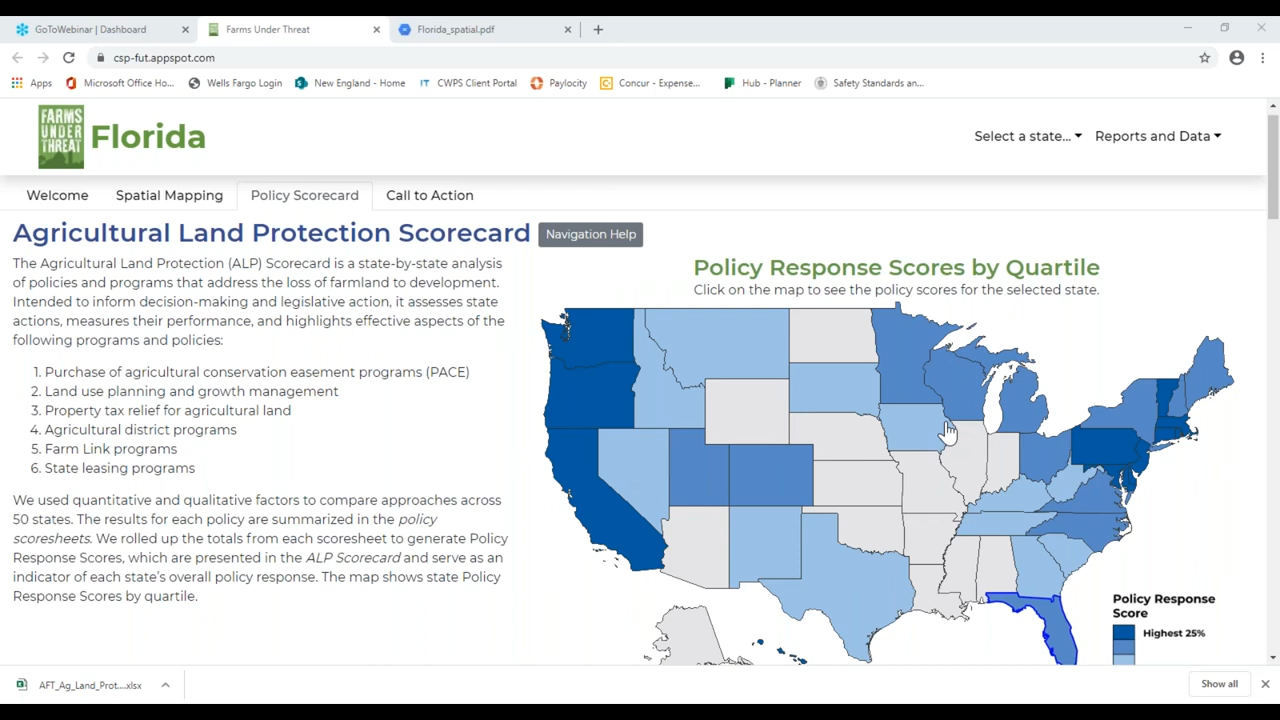 GoToWebinar | Dashboard
Farms Under Threat
Florida_spatial.pdf
csp-fut.appspot.com
Apps
Microsoft Office Ho...
Wells Fargo Login
New England - Home
IT CWPS Client Portal
Paylocity
Concur - Expense...
Hub - Planner
Safety Standards an...
FARMS UNDER THREAT
Florida
Select a state...
Reports and Data
Welcome
Spatial Mapping
Policy Scorecard
Call to Action
Agricultural Land Protection Scorecard
Navigation Help
The Agricultural Land Protection (ALP) Scorecard is a state-by-state analysis
of policies and programs that address the loss of farmland to development.
Intended to inform decision-making and legislative action, it assesses state
actions, measures their performance, and highlights effective aspects of the
following programs and policies:
1. Purchase of agricultural conservation easement programs (PACE)
2. Land use planning and growth management
3. Property tax relief for agricultural land
4. Agricultural district programs
5. Farm Link programs
6. State leasing programs
We used quantitative and qualitative factors to compare approaches across
50 states. The results for each policy are summarized in the policy
scoresheets. We rolled up the totals from each scoresheet to generate Policy
Response Scores, which are presented in the ALP Scorecard and serve as an
indicator of each state's overall policy response. The map shows state Policy
Response Scores by quartile.
Policy Response Scores by Quartile
Click on the map to see the policy scores for the selected state.
Policy Response
Score
Highest 25%
AFT_Ag_Land_Prot....xlsx
Show all